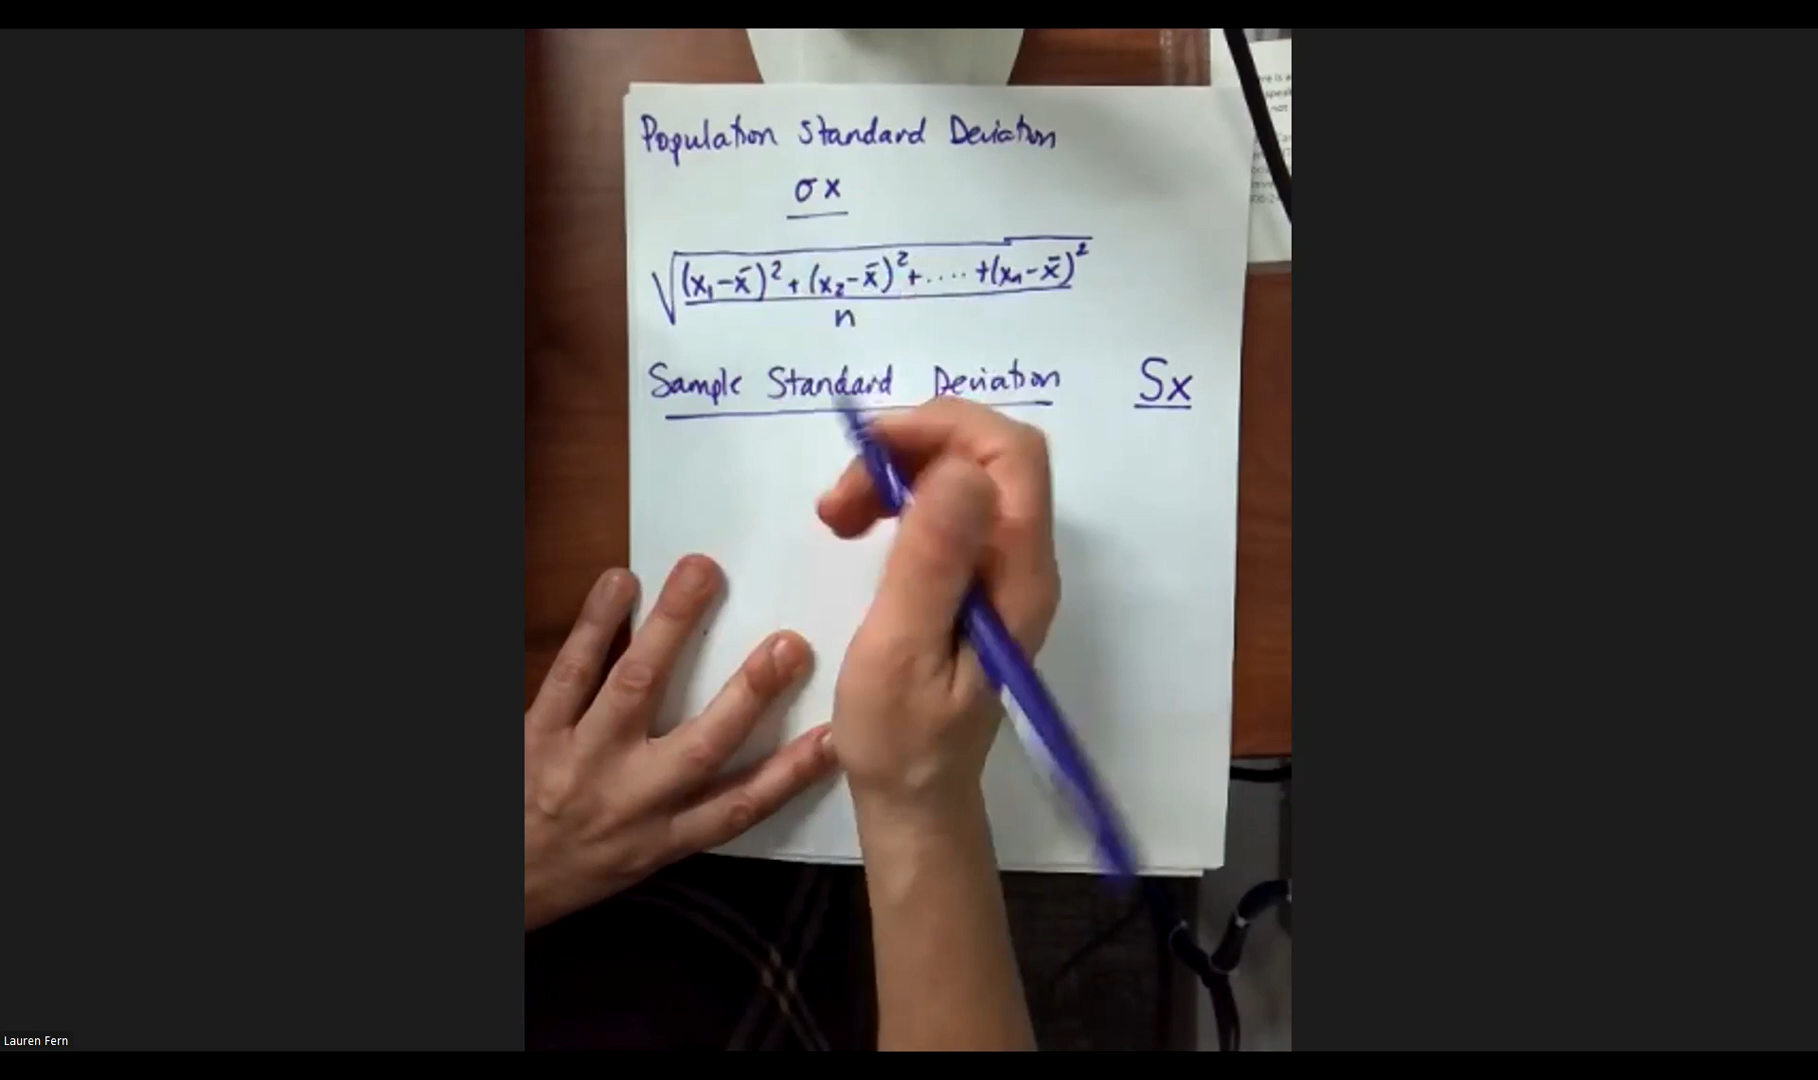 Population Standard Deviation
σx
√((x₁-x̄)²+(x₂-x̄)²+....+(xₙ-x̄)²
n
Sample Standard Deviation Sx
Lauren Fern